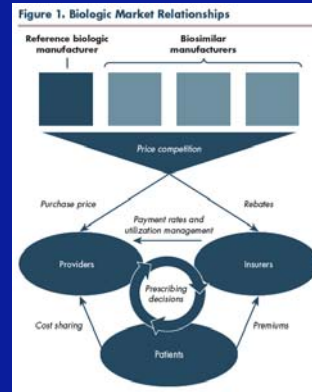 Figure 1. Biologic Market Relationships
Reference biologic
manufacturer
Biosimilar
manufacturers
Price competition
Purchase price
Rebates
Payment rates and
utilization management
Providers
Insurers
Prescribing
decisions
Cost sharing
Premiums
Patients